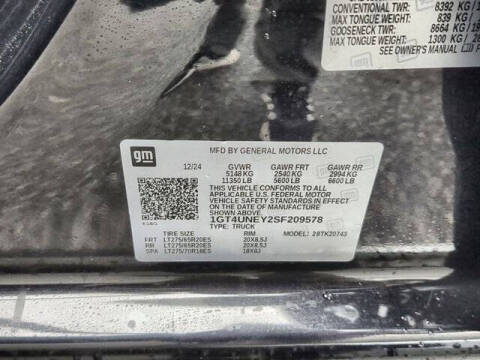 CONVENTIONAL TWR: 8392 KG
MAX TONGUE WEIGHT: 839 KG
GOOSENECK TWR: 8664 KG
MAX TONGUE WEIGHT: 1300 KG
SEE OWNER'S MANUAL
gm
MFD BY GENERAL MOTORS LLC
12/24 GVWR GAWR FRT GAWR RR
5148 KG 2540 KG 2994 KG
11350 LB 5600 LB 6600 LB
THIS VEHICLE CONFORMS TO ALL
APPLICABLE U.S. FEDERAL MOTOR
VEHICLE SAFETY STANDARDS IN
EFFECT ON THE DATE OF
MANUFACTURE SHOWN ABOVE.
1GT4UNEY2SF209578
TYPE: TRUCK
TIRE SIZE RIM MODEL:
FRT LT275/65R20ES 20X8.5J
RR LT275/65R20ES 20X8.5J
SPA LT275/70R18ES 18X8J